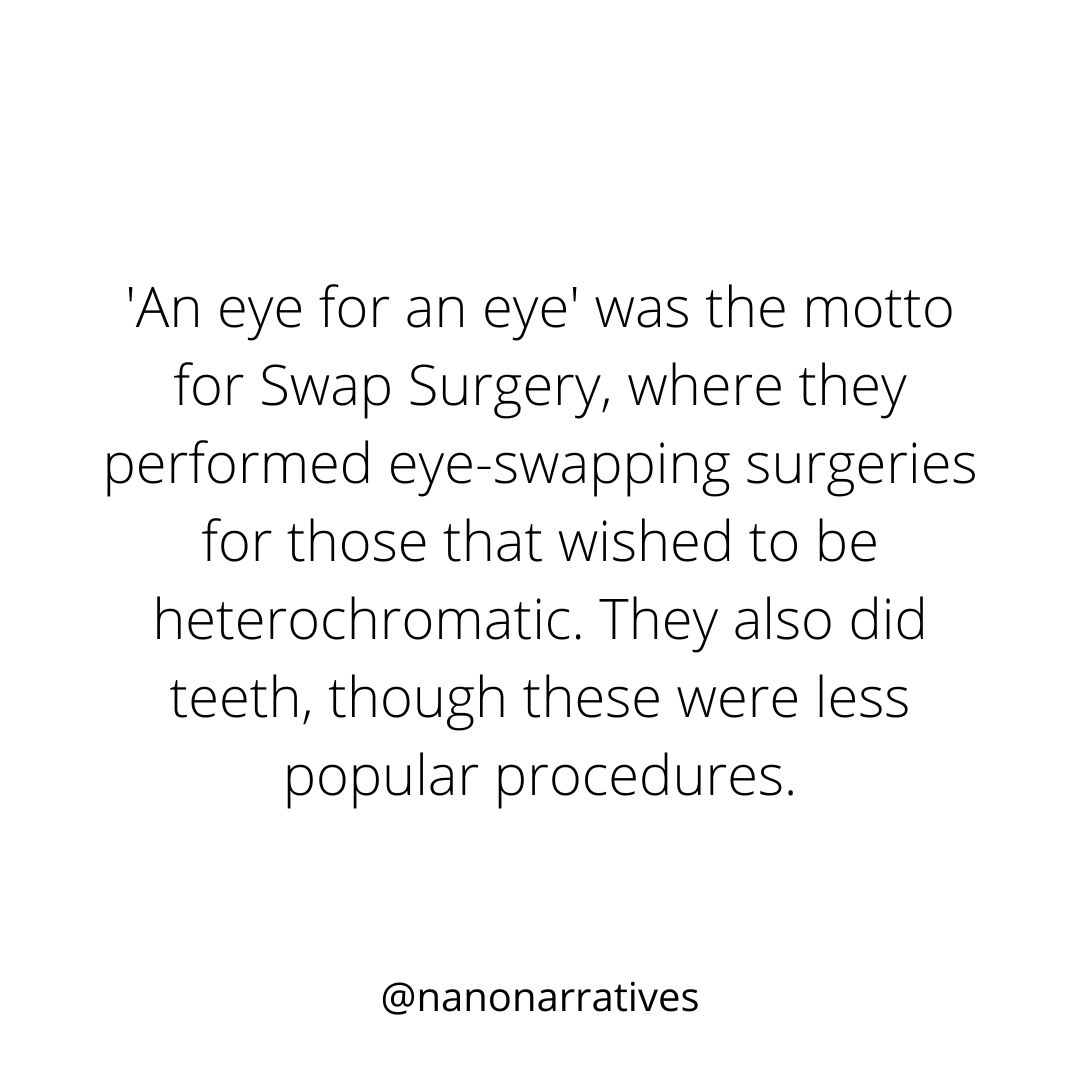 'An eye for an eye' was the motto
for Swap Surgery, where they
performed eye-swapping surgeries
for those that wished to be
heterochromatic. They also did
teeth, though these were less
popular procedures.
@nanonarratives